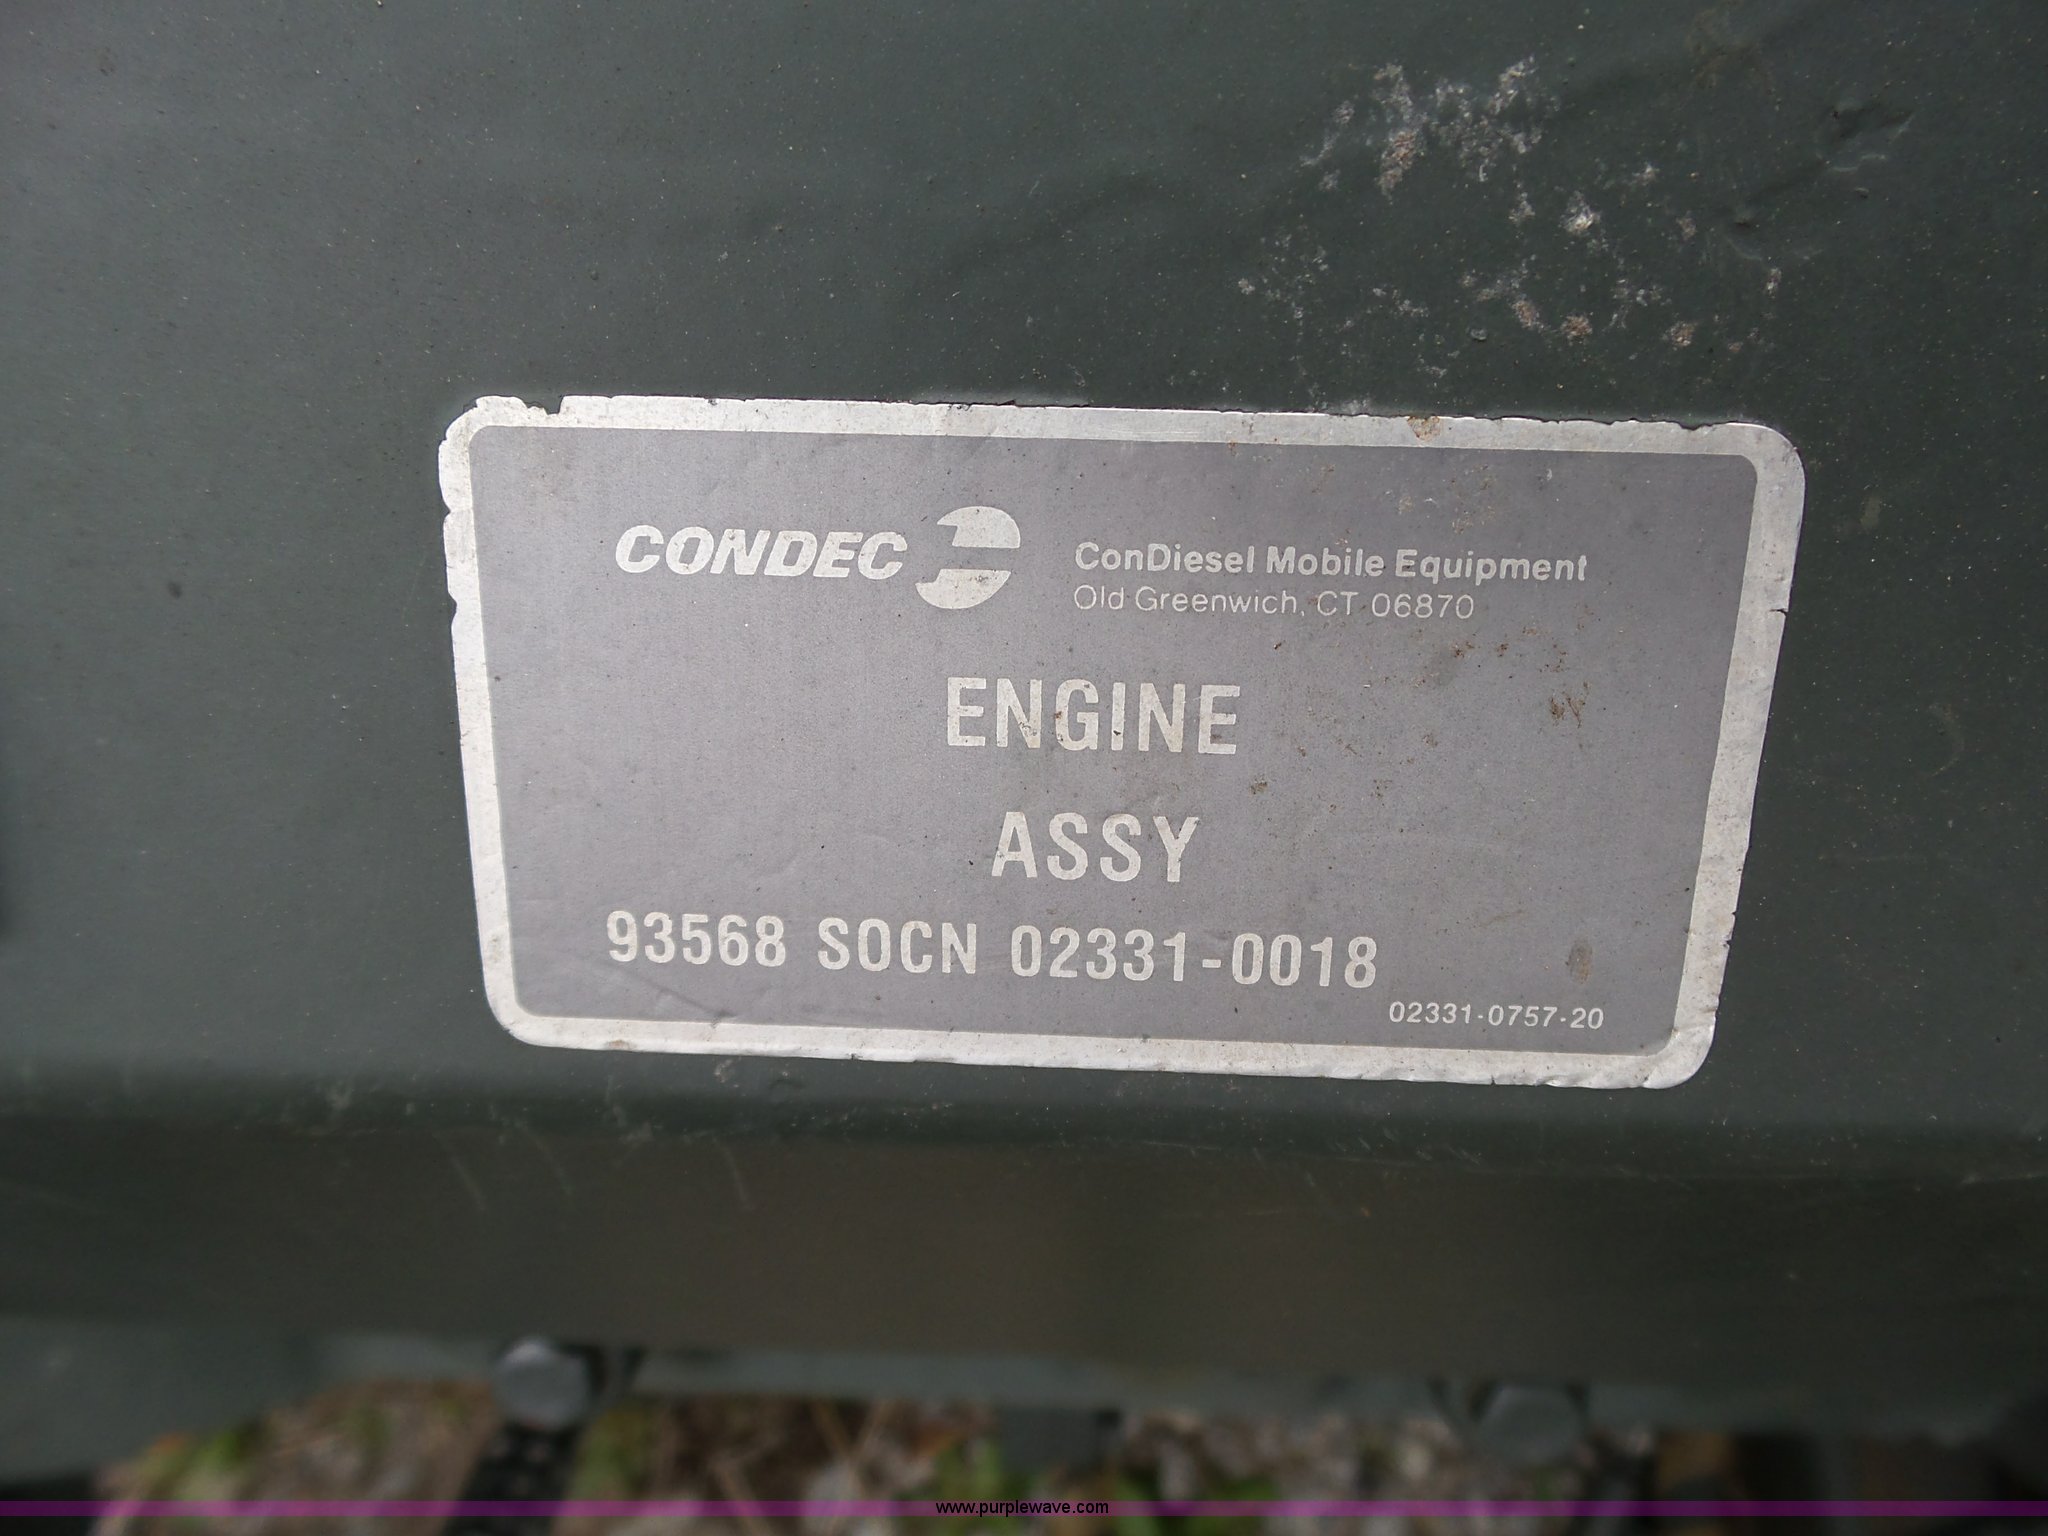 CONDEC
ConDiesel Mobile Equipment
Old Greenwich, CT 06870
ENGINE
ASSY
93568 SOCN 02331-0018
02331-0757-20
www.purplewave.com